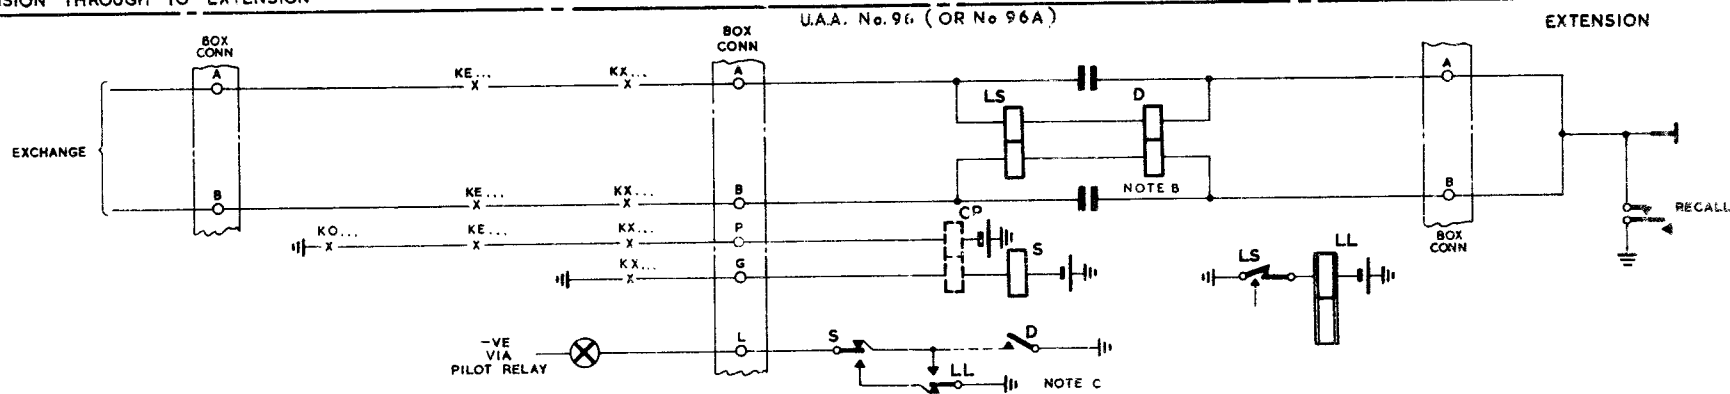 SION THROUGH TO EXTENSION
U.A.A. No. 96 (OR No 96A)
EXTENSION
BOX CONN
BOX CONN
A
KE...
KX...
A
A
LS
D
EXCHANGE
B
KE...
KX...
B
NOTE B
B
RECALL
KO...
KE...
KX...
P
CP
BOX CONN
KX...
G
S
LS
LL
-VE VIA PILOT RELAY
L
S
D
LL
NOTE C